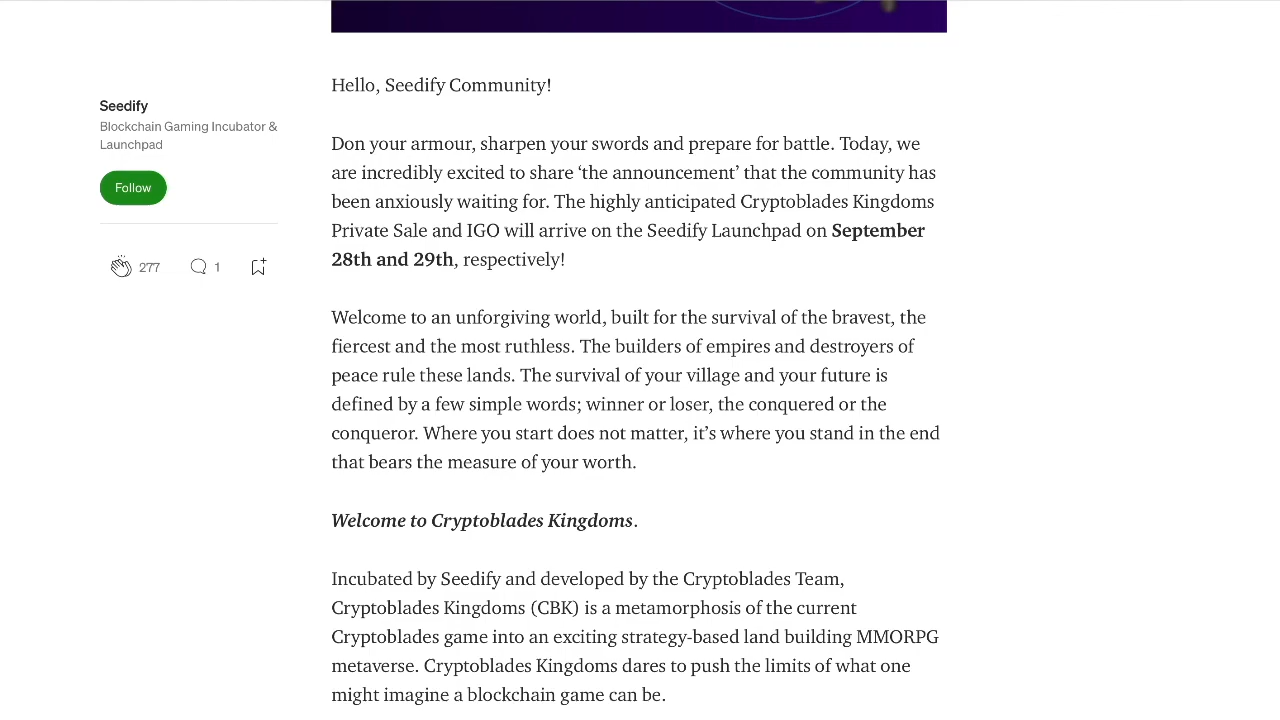 Seedify
Blockchain Gaming Incubator &
Launchpad
Follow
277
1
Hello, Seedify Community!
Don your armour, sharpen your swords and prepare for battle. Today, we
are incredibly excited to share ‘the announcement’ that the community has
been anxiously waiting for. The highly anticipated Cryptoblades Kingdoms
Private Sale and IGO will arrive on the Seedify Launchpad on September
28th and 29th, respectively!
Welcome to an unforgiving world, built for the survival of the bravest, the
fiercest and the most ruthless. The builders of empires and destroyers of
peace rule these lands. The survival of your village and your future is
defined by a few simple words; winner or loser, the conquered or the
conqueror. Where you start does not matter, it’s where you stand in the end
that bears the measure of your worth.
Welcome to Cryptoblades Kingdoms.
Incubated by Seedify and developed by the Cryptoblades Team,
Cryptoblades Kingdoms (CBK) is a metamorphosis of the current
Cryptoblades game into an exciting strategy-based land building MMORPG
metaverse. Cryptoblades Kingdoms dares to push the limits of what one
might imagine a blockchain game can be.